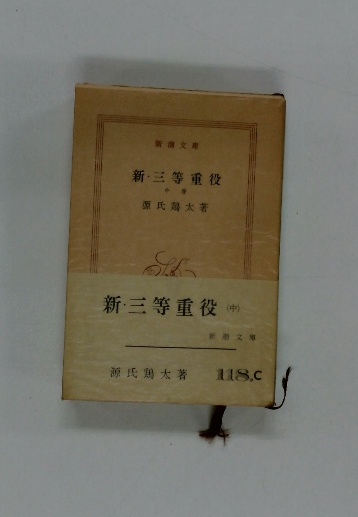 新潮文庫
新·三等重役
中巻
源氏鶏太著
新·三等重役 (中)
新潮文庫
源氏鶏太著 118.C